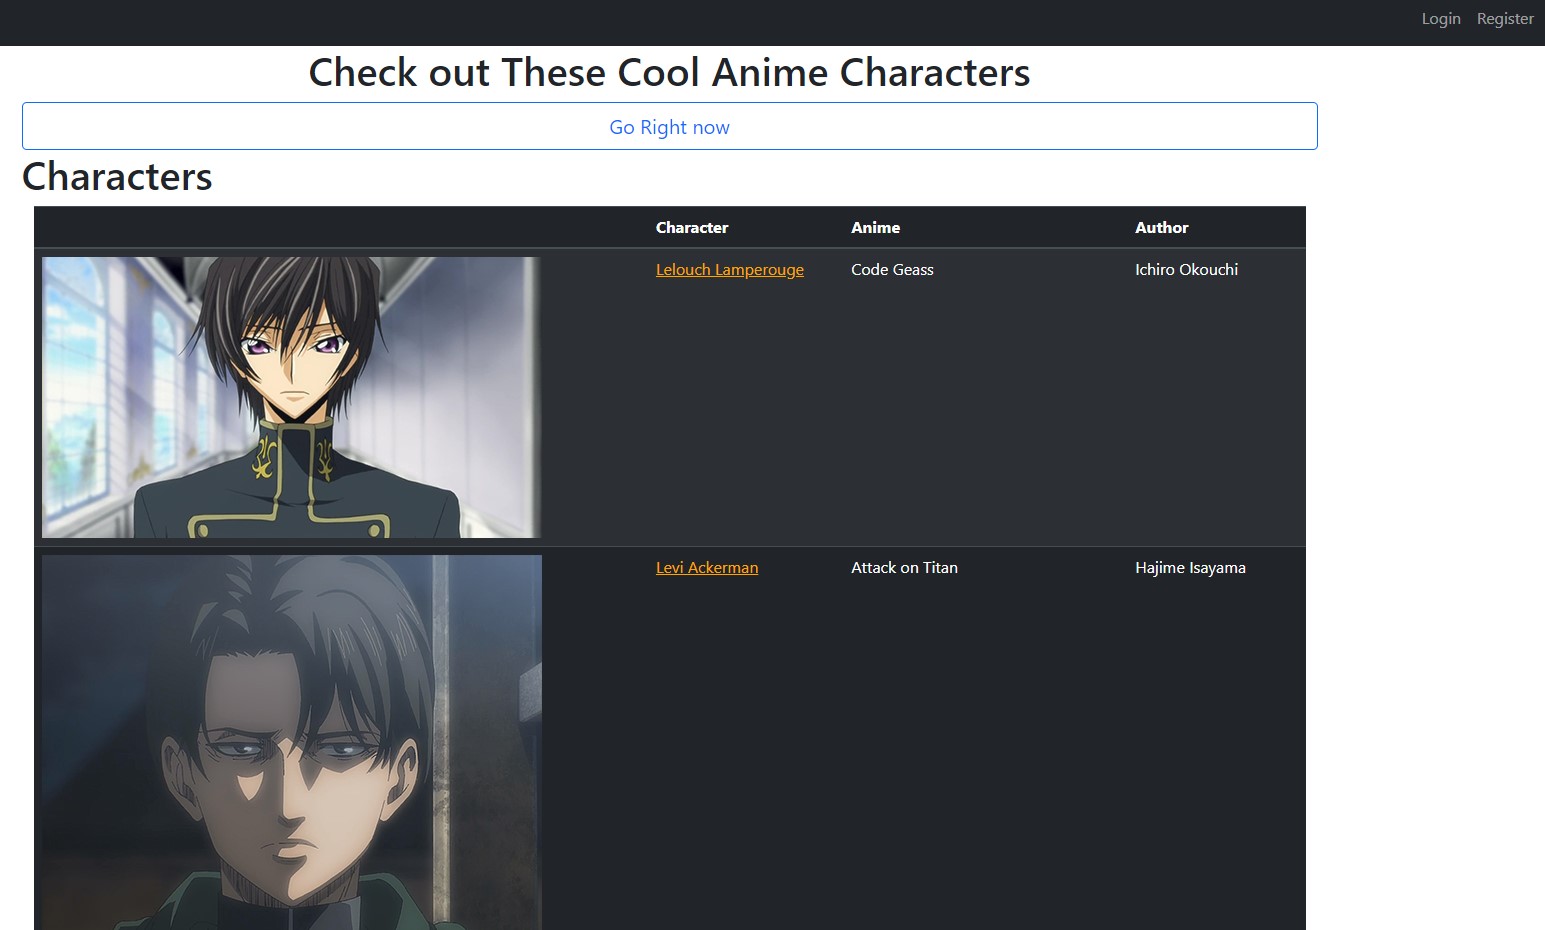 Login Register
Check out These Cool Anime Characters
Go Right now
Characters
Character Anime Author
Lelouch Lamperouge Code Geass Ichiro Okouchi
Levi Ackerman Attack on Titan Hajime Isayama